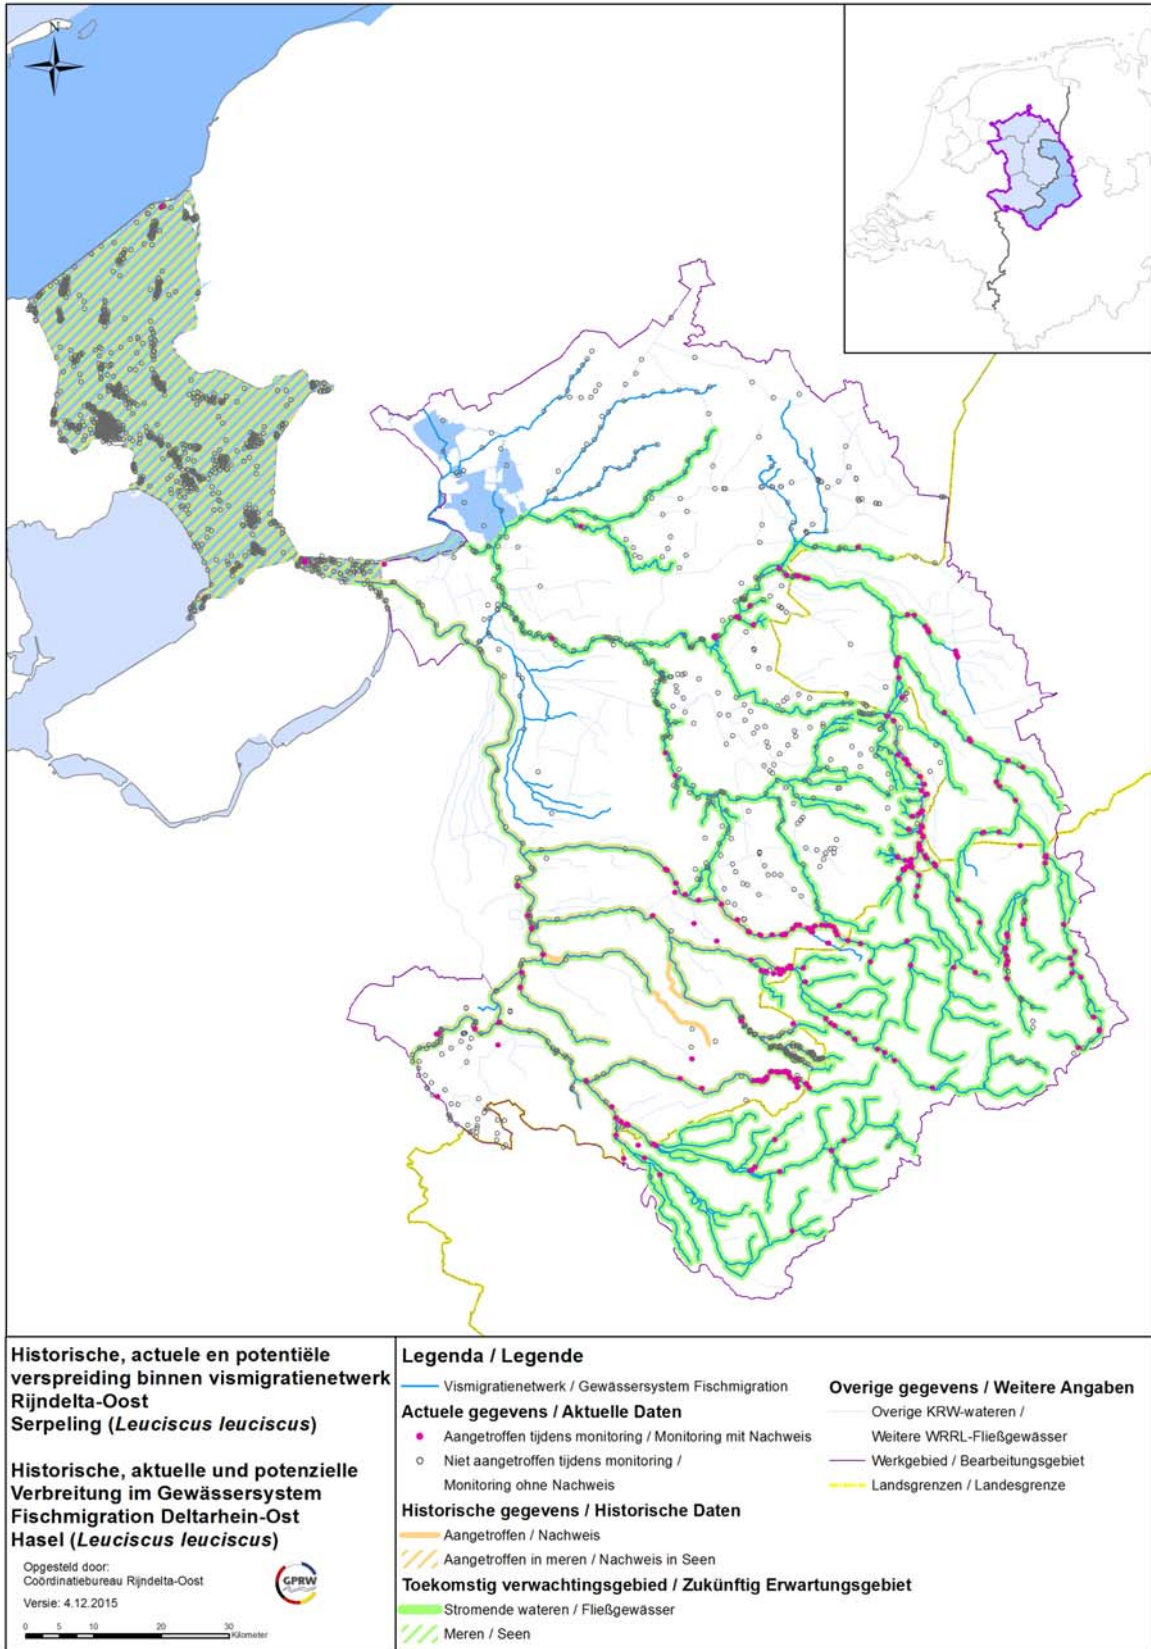 N
Historische, actuele en potentiële
verspreiding binnen vismigratienetwerk
Rijndelta-Oost
Serpeling (Leuciscus leuciscus)
Historische, aktuelle und potenzielle
Verbreitung im Gewässersystem
Fischmigration Deltarhein-Ost
Hasel (Leuciscus leuciscus)
Opgesteld door:
Coördinatiebureau Rijndelta-Oost
Versie: 4.12.2015
GPRW
0 5 10 20 30
Kilometer
Legenda / Legende
Vismigratienetwerk / Gewässersystem Fischmigration
Actuele gegevens / Aktuelle Daten
Aangetroffen tijdens monitoring / Monitoring mit Nachweis
Niet aangetroffen tijdens monitoring /
Monitoring ohne Nachweis
Historische gegevens / Historische Daten
Aangetroffen / Nachweis
Aangetroffen in meren / Nachweis in Seen
Toekomstig verwachtingsgebied / Zukünftig Erwartungsgebiet
Stromende wateren / Fließgewässer
Meren / Seen
Overige gegevens / Weitere Angaben
Overige KRW-wateren /
Weitere WRRL-Fließgewässer
Werkgebied / Bearbeitungsgebiet
Landsgrenzen / Landesgrenze